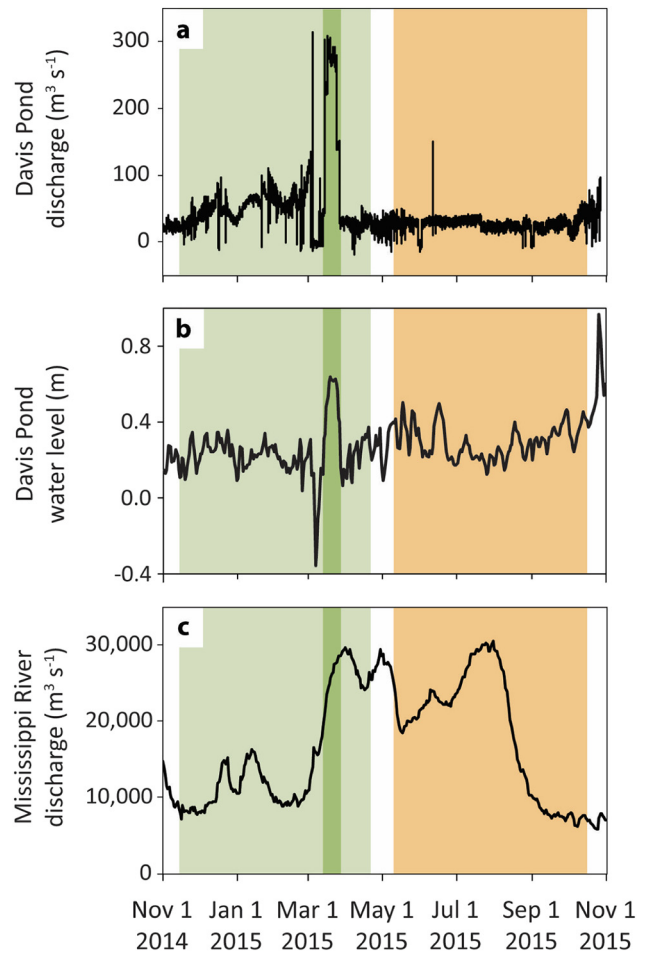 a
Davis Pond
discharge (m³ s⁻¹)
300
200
100
0
b
Davis Pond
water level (m)
0.8
0.4
0.0
-0.4
c
Mississippi River
discharge (m³ s⁻¹)
30,000
20,000
10,000
0
Nov 1 Jan 1 Mar 1 May 1 Jul 1 Sep 1 Nov 1
2014 2015 2015 2015 2015 2015 2015